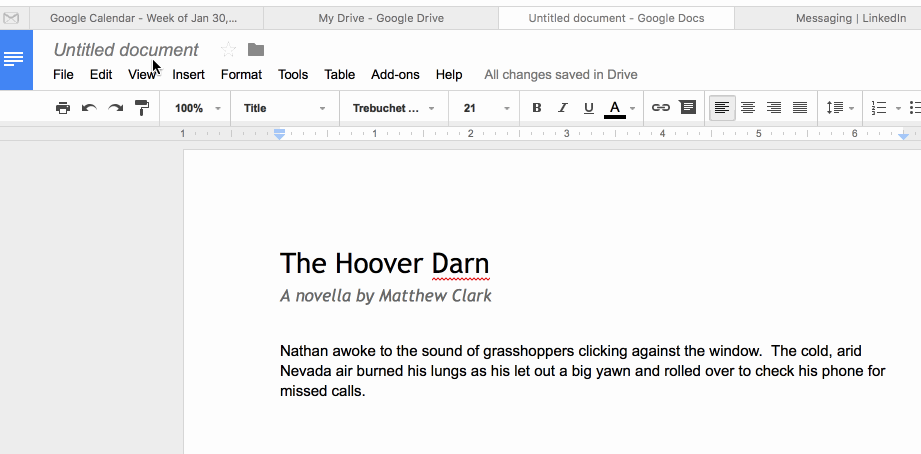 Google Calendar - Week of Jan 30,...
My Drive - Google Drive
Untitled document - Google Docs
Messaging | LinkedIn
Untitled document
File Edit View Insert Format Tools Table Add-ons Help All changes saved in Drive
100% Title Trebuchet ... 21 B I U A
1 1 2 3 4 5 6
The Hoover Darn
A novella by Matthew Clark
Nathan awoke to the sound of grasshoppers clicking against the window.  The cold, arid
Nevada air burned his lungs as his let out a big yawn and rolled over to check his phone for
missed calls.